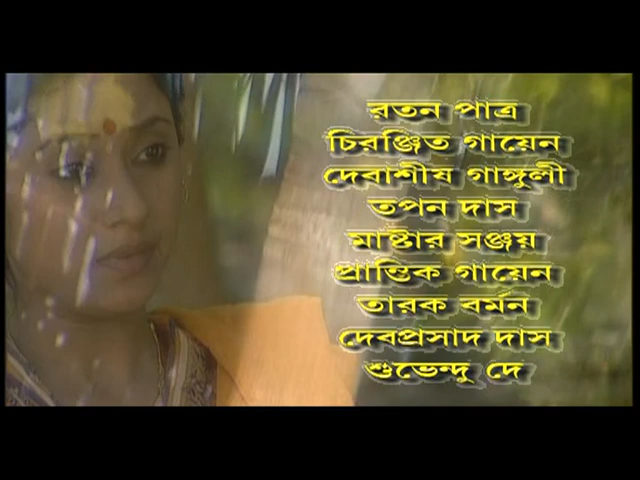 রতন পাত্র
চিরঞ্জিত গায়েন
দেবাশীষ গাঙ্গুলী
তপন দাস
মাষ্টার সঞ্জয়
প্রান্তিক গায়েন
তারক বর্মন
দেবপ্রসাদ দাস
শুভেন্দু দে